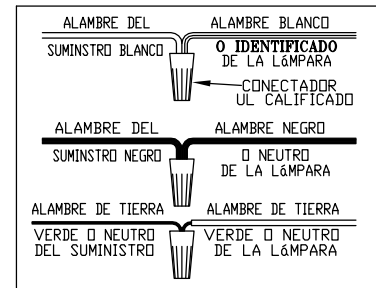 ALAMBRE DEL
SUMINSTRO BLANCO
ALAMBRE BLANCO
O IDENTIFICADO
DE LA LáMPARA
CONECTADOR
UL CALIFICADO
ALAMBRE DEL
SUMINSTRO NEGRO
ALAMBRE NEGRO
O NEUTRO
DE LA LáMPARA
ALAMBRE DE TIERRA
VERDE O NEUTRO
DEL SUMINISTRO
ALAMBRE DE TIERRA
VERDE O NEUTRO
DE LA LáMPARA